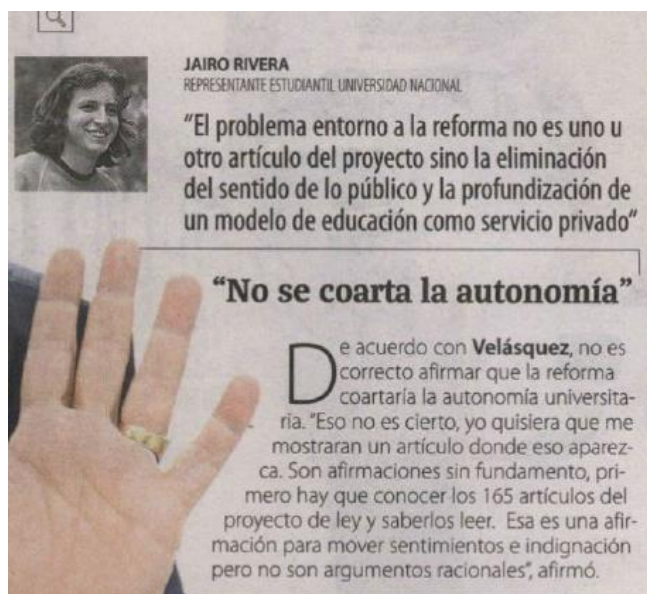 JAIRO RIVERA
REPRESENTANTE ESTUDIANTIL UNIVERSIDAD NACIONAL
"El problema entorno a la reforma no es uno u
otro artículo del proyecto sino la eliminación
del sentido de lo público y la profundización de
un modelo de educación como servicio privado"
“No se coarta la autonomía”
De acuerdo con Velásquez, no es
correcto afirmar que la reforma
coartaría la autonomía universita-
ria. "Eso no es cierto, yo quisiera que me
mostraran un artículo donde eso aparez-
ca. Son afirmaciones sin fundamento, pri-
mero hay que conocer los 165 artículos del
proyecto de ley y saberlos leer. Esa es una afir-
mación para mover sentimientos e indignación
pero no son argumentos racionales", afirmó.